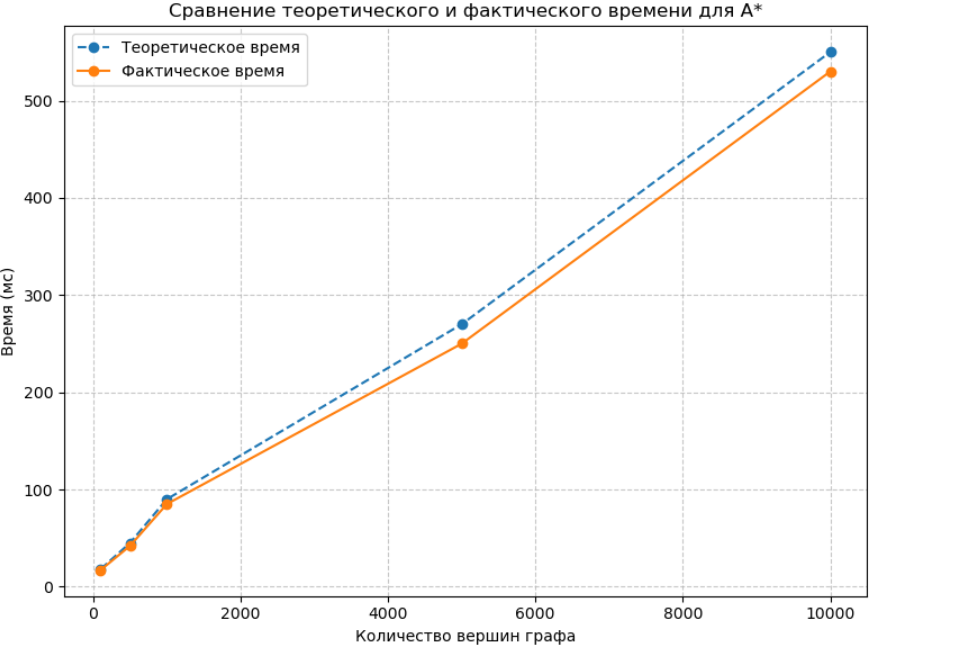 Сравнение теоретического и фактического времени для A*
Теоретическое время
Фактическое время
500
400
300
200
100
0
Время (мс)
0 2000 4000 6000 8000 10000
Количество вершин графа